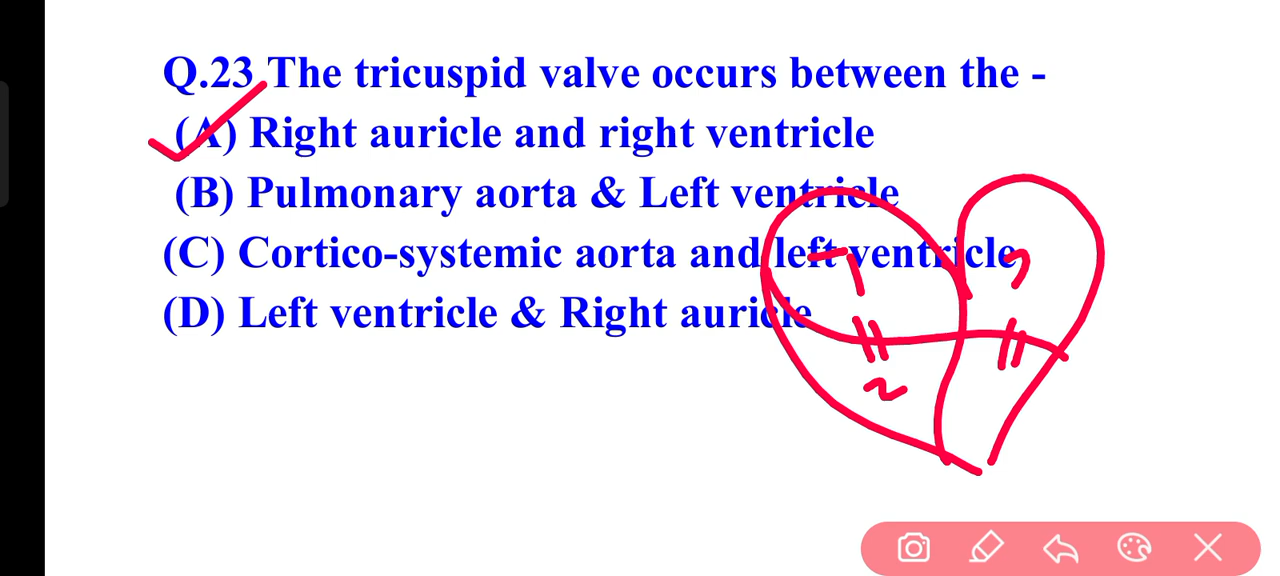 Q.23 The tricuspid valve occurs between the -
(A) Right auricle and right ventricle
(B) Pulmonary aorta & Left ventricle
(C) Cortico-systemic aorta and left ventricle
(D) Left ventricle & Right auricle